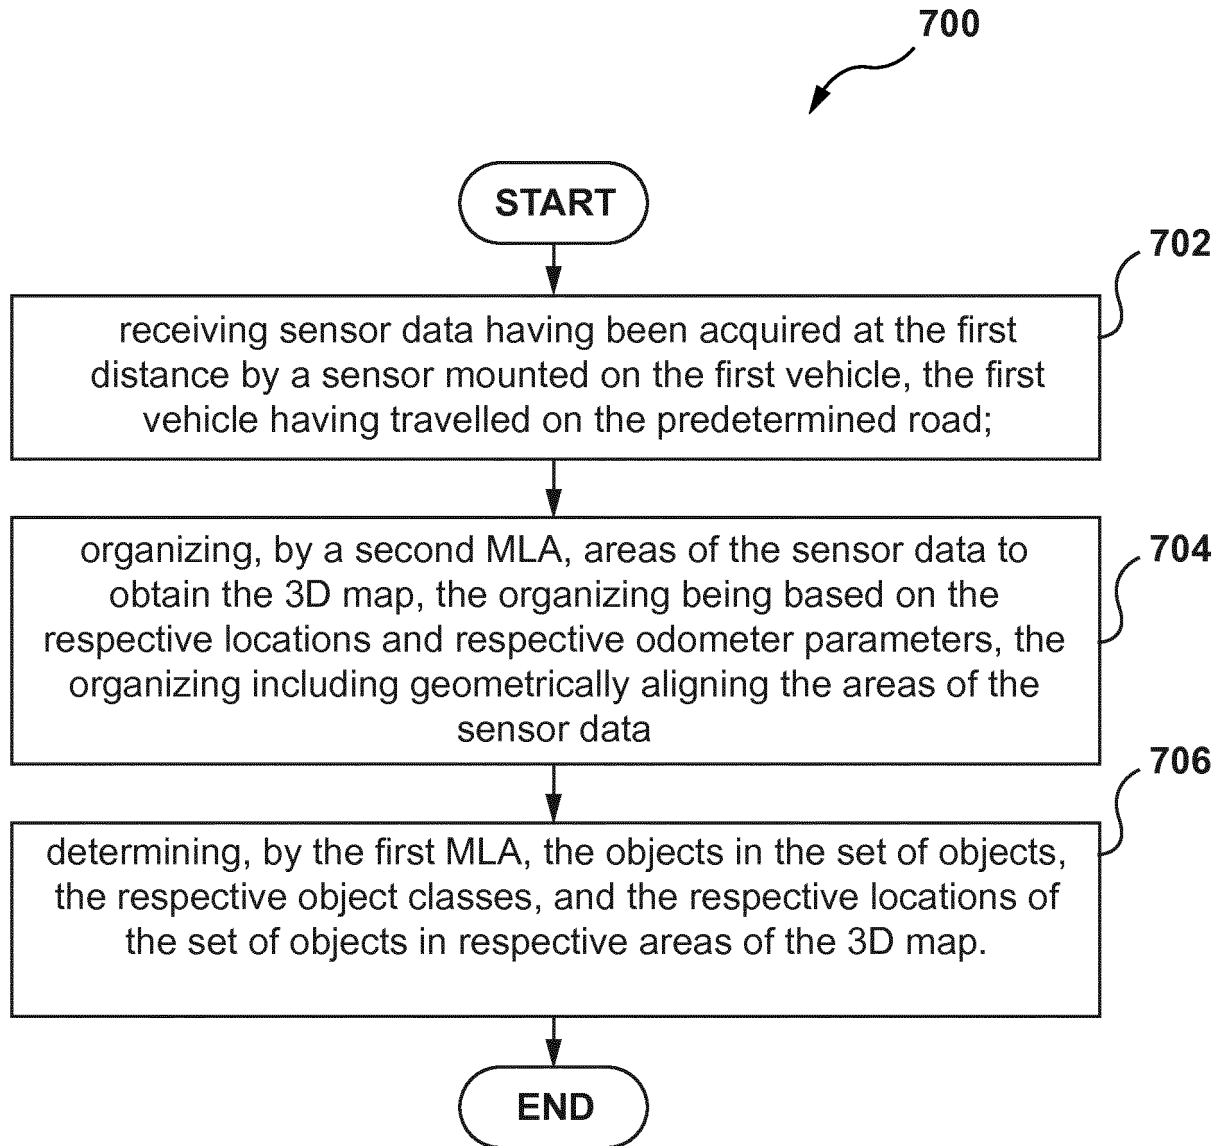 700
START
702
receiving sensor data having been acquired at the first
distance by a sensor mounted on the first vehicle, the first
vehicle having travelled on the predetermined road;
704
organizing, by a second MLA, areas of the sensor data to
obtain the 3D map, the organizing being based on the
respective locations and respective odometer parameters, the
organizing including geometrically aligning the areas of the
sensor data
706
determining, by the first MLA, the objects in the set of objects,
the respective object classes, and the respective locations of
the set of objects in respective areas of the 3D map.
END